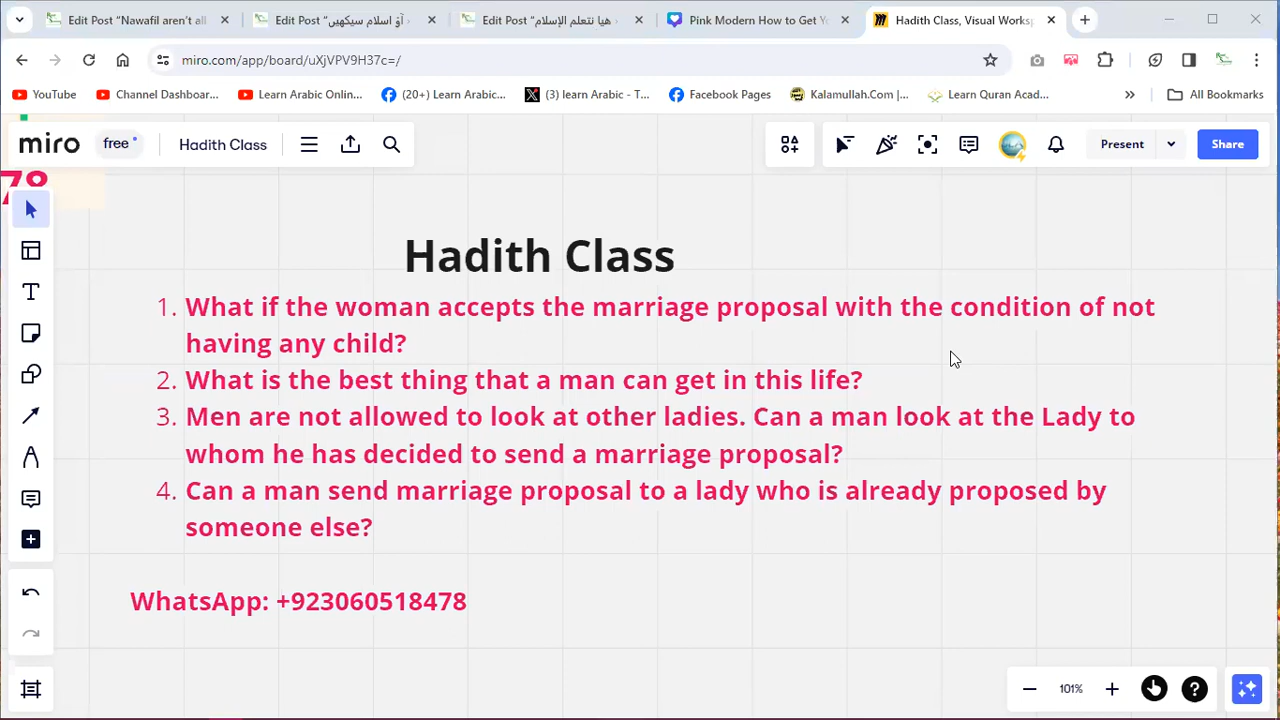 Edit Post "Nawafil aren't all
Edit Post "آؤ اسلام سیکھیں
Edit Post "هيا نتعلم الإسلام
Pink Modern How to Get Yo
Hadith Class, Visual Works
miro.com/app/board/uXjVPV9H37c=/
YouTube
Channel Dashboar...
Learn Arabic Onlin...
(20+) Learn Arabic...
(3) learn Arabic - T...
Facebook Pages
Kalamullah.Com |...
Learn Quran Acad...
All Bookmarks
miro
free
Hadith Class
Present
Share
78
Hadith Class
1. What if the woman accepts the marriage proposal with the condition of not
having any child?
2. What is the best thing that a man can get in this life?
3. Men are not allowed to look at other ladies. Can a man look at the Lady to
whom he has decided to send a marriage proposal?
4. Can a man send marriage proposal to a lady who is already proposed by
someone else?
WhatsApp: +923060518478
101%